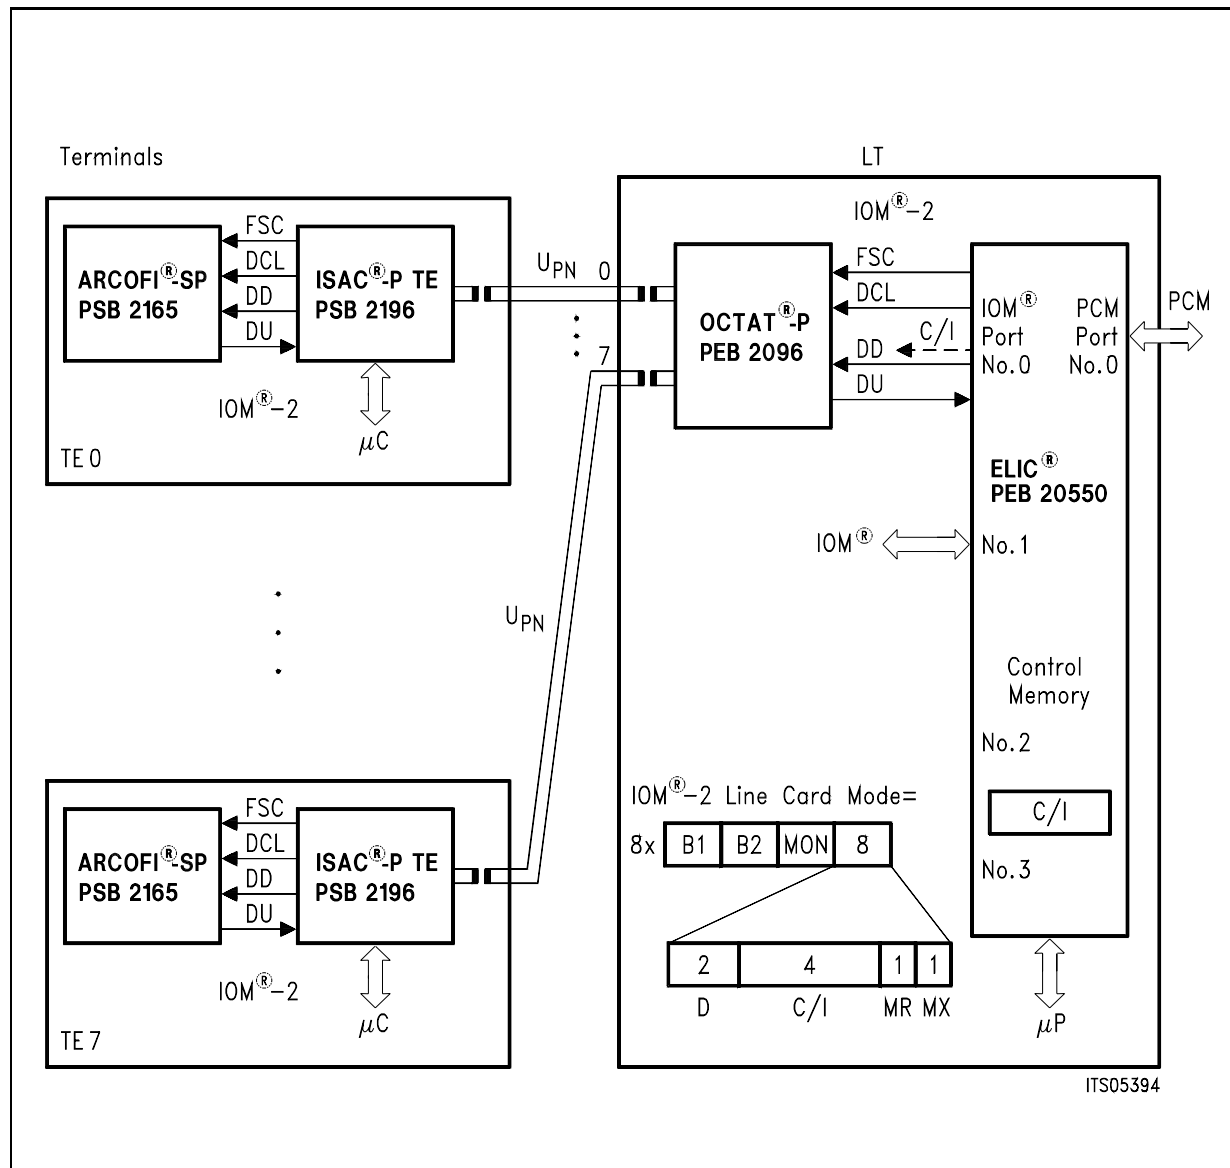 Terminals
LT
FSC
DCL
DD
DU
ARCOFI®-SP
PSB 2165
ISAC®-P TE
PSB 2196
IOM®-2
µC
TE 0
UPN
0
7
UPN
IOM®-2
OCTAT®-P
PEB 2096
FSC
DCL
C/I
DD
DU
IOM®
Port
No.0
PCM
Port
No.0
PCM
ELIC®
PEB 20550
IOM®
No.1
Control
Memory
No.2
C/I
No.3
IOM®-2 Line Card Mode=
8x B1 B2 MON 8
2 4 1 1
D C/I MR MX
µP
FSC
DCL
DD
DU
ARCOFI®-SP
PSB 2165
ISAC®-P TE
PSB 2196
IOM®-2
µC
TE 7
ITS05394